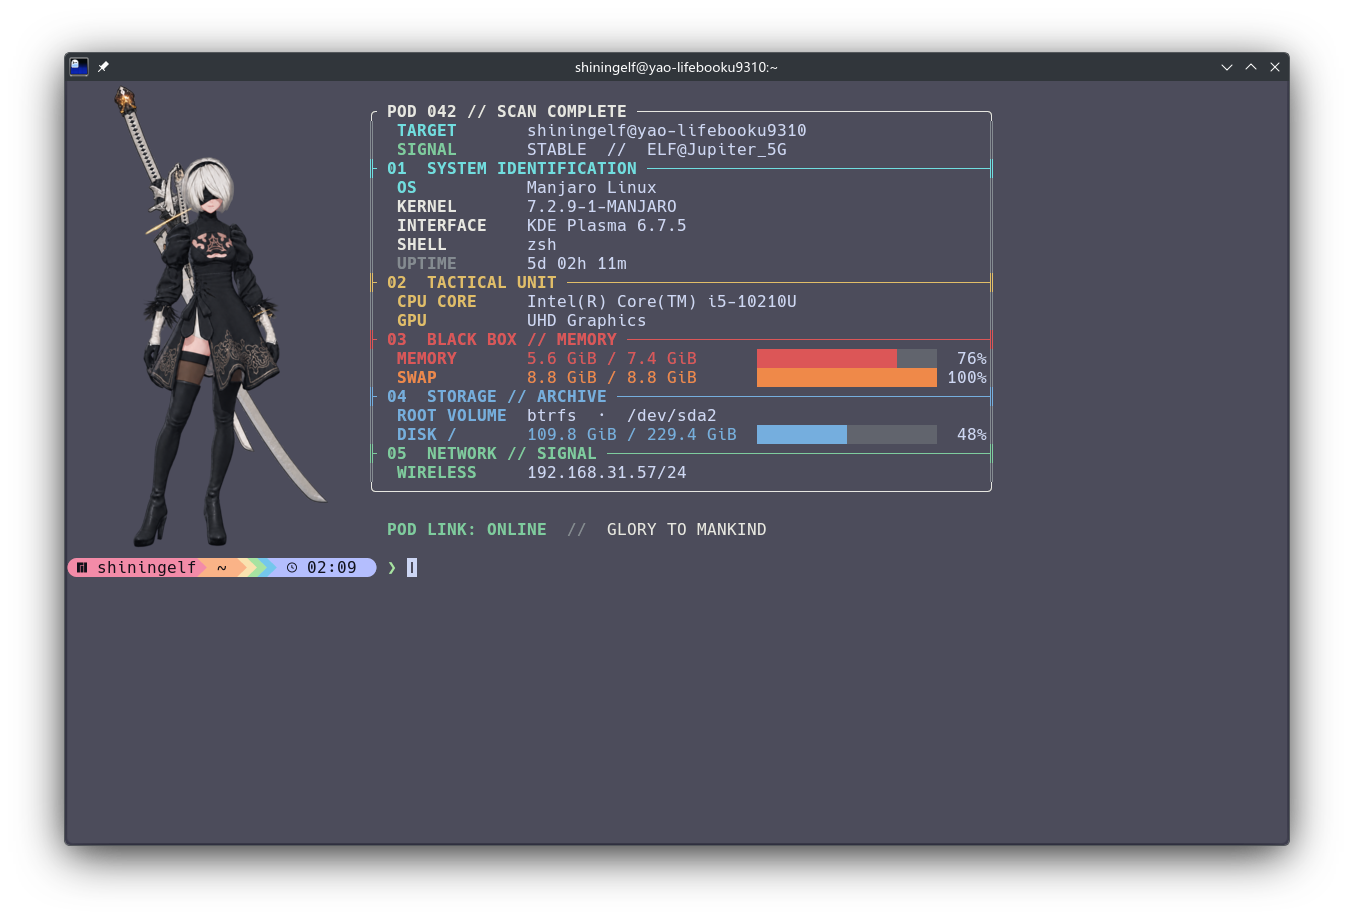 shiningelf@yao-lifebooku9310:~
POD 042 // SCAN COMPLETE
TARGET shiningelf@yao-lifebooku9310
SIGNAL STABLE // ELF@Jupiter_5G
01 SYSTEM IDENTIFICATION
OS Manjaro Linux
KERNEL 7.2.9-1-MANJARO
INTERFACE KDE Plasma 6.7.5
SHELL zsh
UPTIME 5d 02h 11m
02 TACTICAL UNIT
CPU CORE Intel(R) Core(TM) i5-10210U
GPU UHD Graphics
03 BLACK BOX // MEMORY
MEMORY 5.6 GiB / 7.4 GiB 76%
SWAP 8.8 GiB / 8.8 GiB 100%
04 STORAGE // ARCHIVE
ROOT VOLUME btrfs · /dev/sda2
DISK / 109.8 GiB / 229.4 GiB 48%
05 NETWORK // SIGNAL
WIRELESS 192.168.31.57/24
POD LINK: ONLINE // GLORY TO MANKIND
shiningelf ~ 02:09 ❯